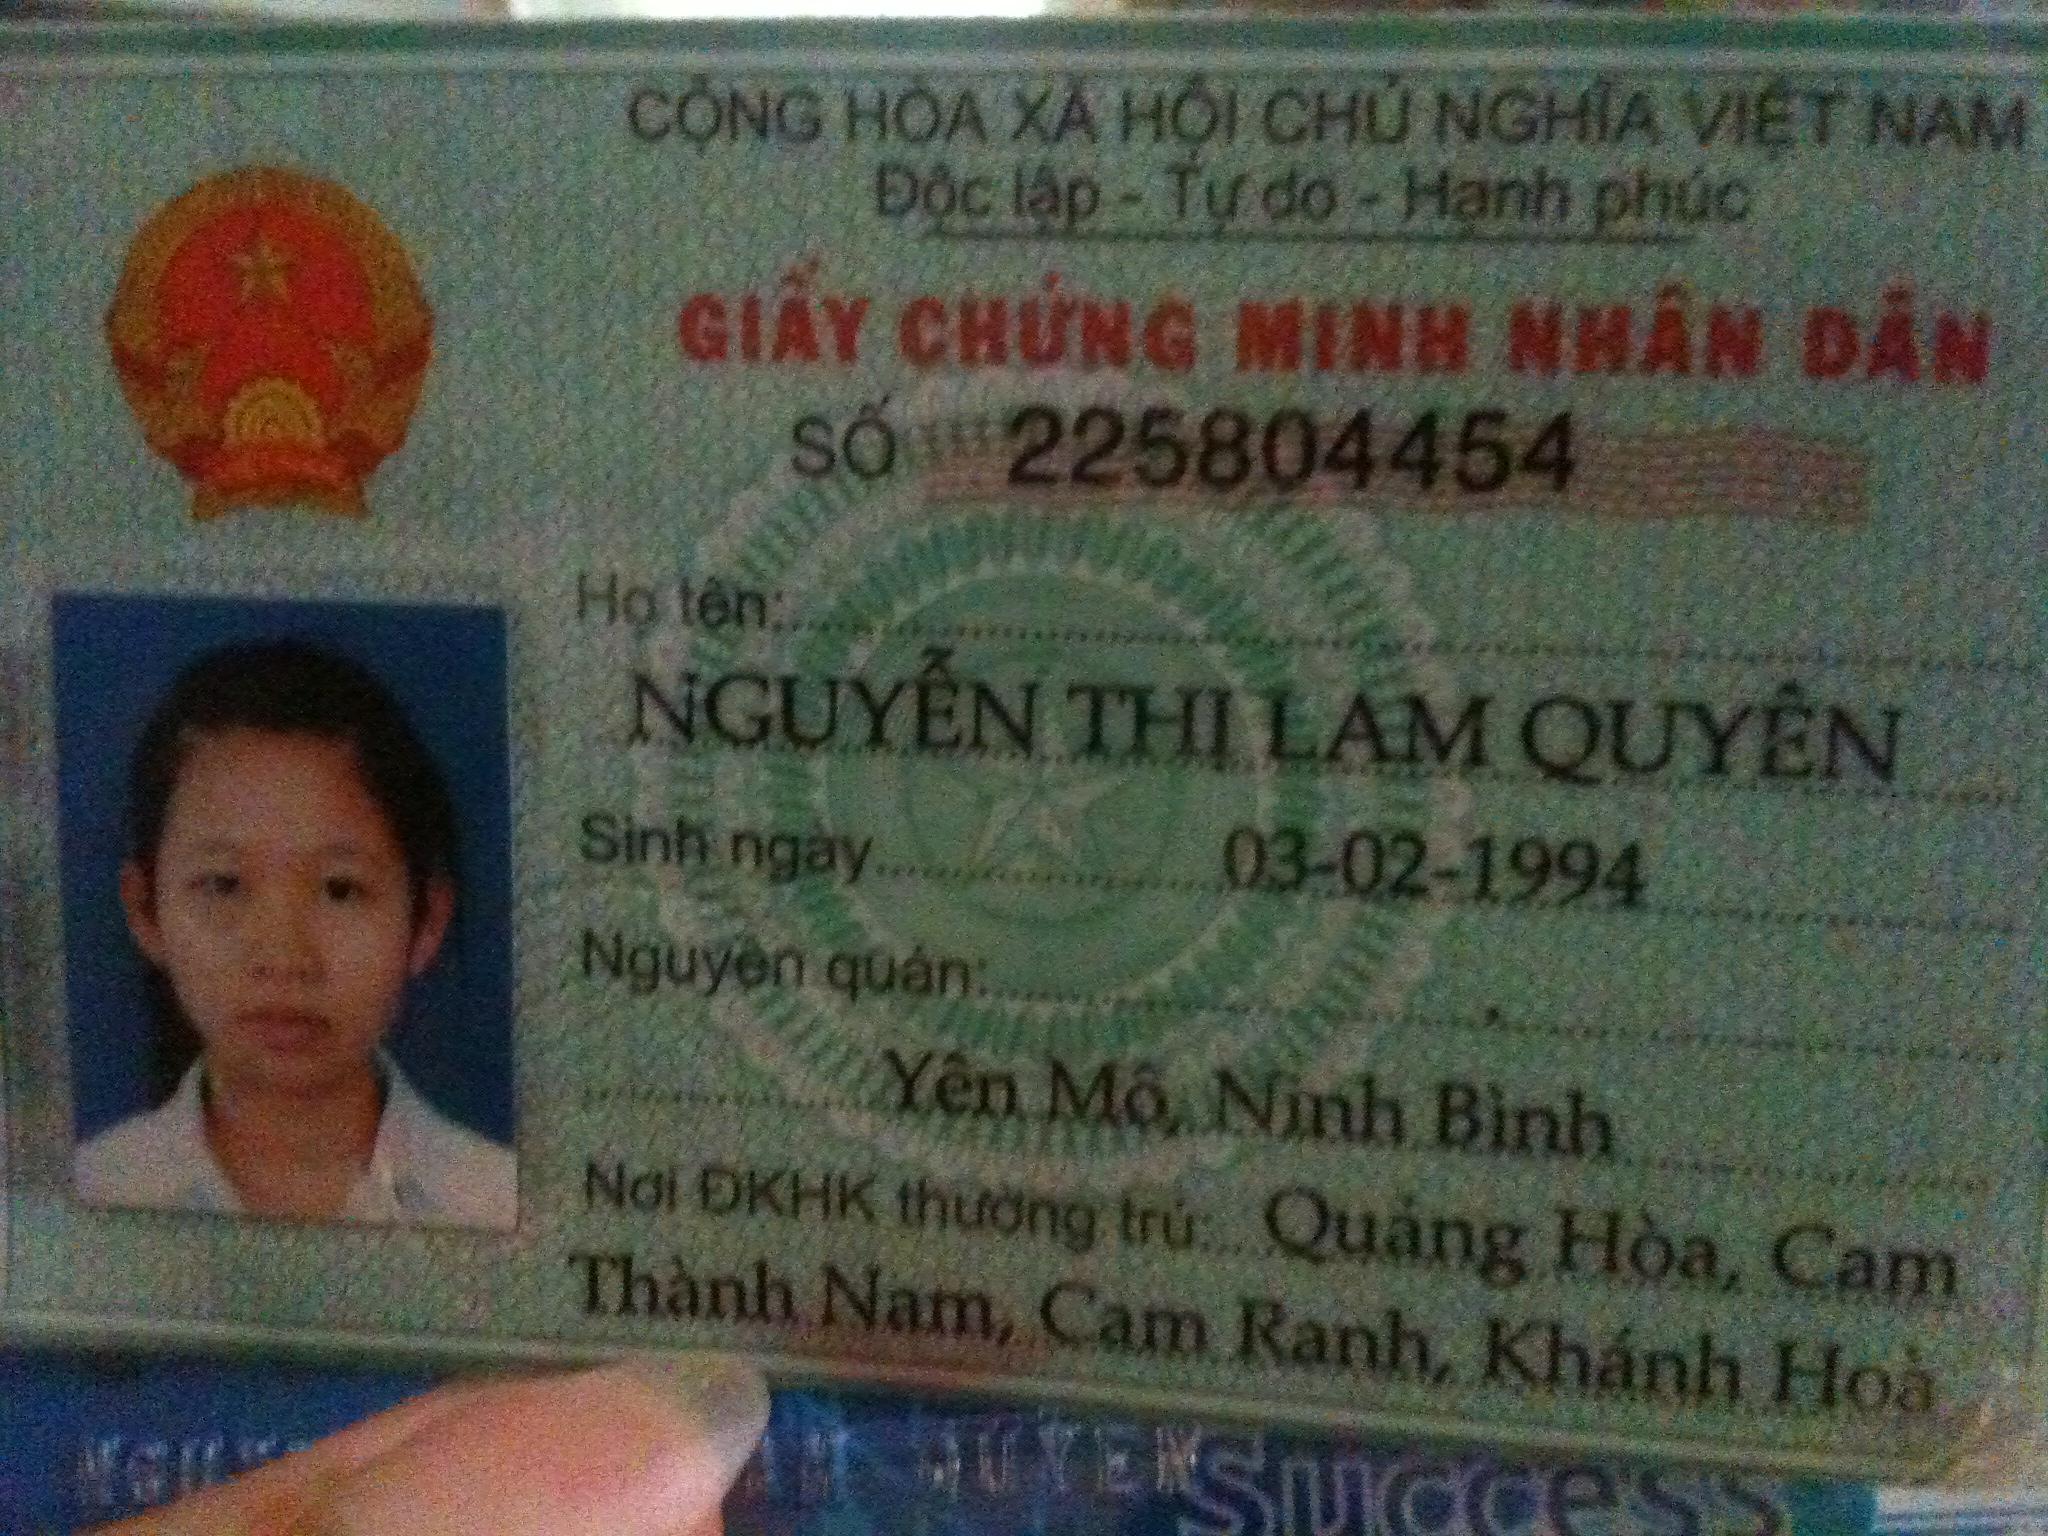 CỘNG HÒA XÃ HỘI CHỦ NGHĨA VIỆT NAM
Độc lập - Tự do - Hạnh phúc
GIẤY CHỨNG MINH NHÂN DÂN
SỐ 225804454
Họ tên:
NGUYỄN THỊ LAM QUYÊN
Sinh ngày 03-02-1994
Nguyên quán:
Yên Mô, Ninh Bình
Nơi ĐKHK thường trú: Quảng Hòa, Cam
Thành Nam, Cam Ranh, Khánh Hoà
QUYEN
Success